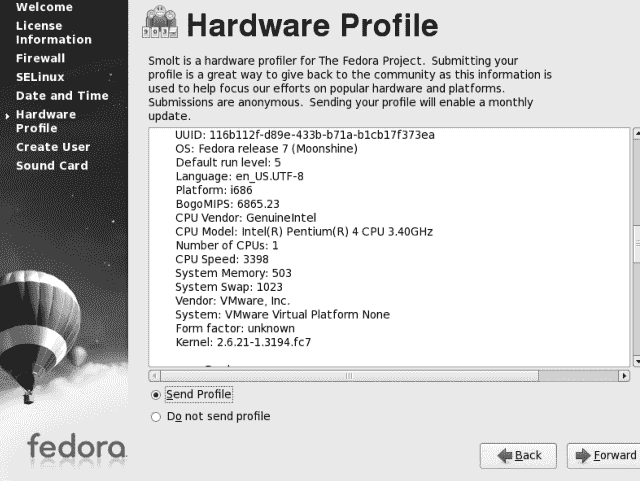 Welcome
License
Information
Firewall
SELinux
Date and Time
Hardware
Profile
Create User
Sound Card
fedora
Hardware Profile
Smolt is a hardware profiler for The Fedora Project. Submitting your
profile is a great way to give back to the community as this information is
used to help focus our efforts on popular hardware and platforms.
Submissions are anonymous. Sending your profile will enable a monthly
update.
UUID: 116b112f-d89e-433b-b71a-b1cb17f373ea
OS: Fedora release 7 (Moonshine)
Default run level: 5
Language: en_US.UTF-8
Platform: i686
BogoMIPS: 6865.23
CPU Vendor: GenuineIntel
CPU Model: Intel(R) Pentium(R) 4 CPU 3.40GHz
Number of CPUs: 1
CPU Speed: 3398
System Memory: 503
System Swap: 1023
Vendor: VMware, Inc.
System: VMware Virtual Platform None
Form factor: unknown
Kernel: 2.6.21-1.3194.fc7
Send Profile
Do not send profile
Back
Forward